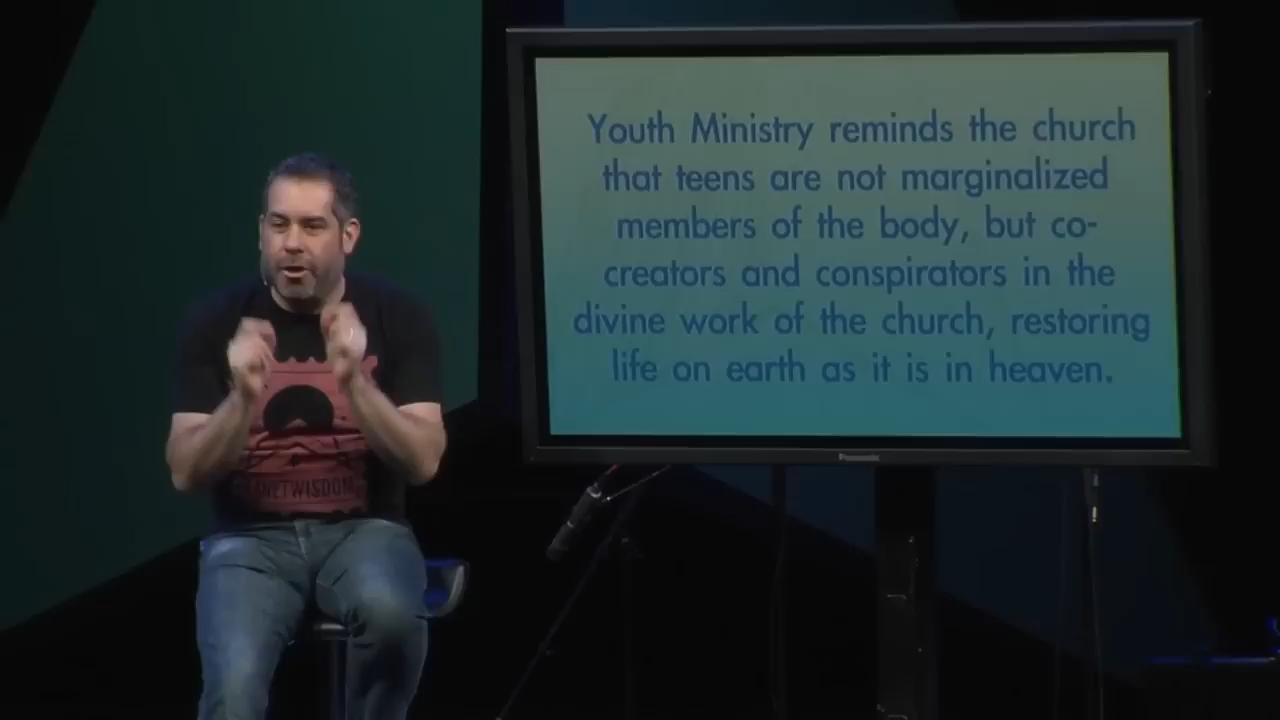 Youth Ministry reminds the church
that teens are not marginalized
members of the body, but co-
creators and conspirators in the
divine work of the church, restoring
life on earth as it is in heaven.
Panasonic